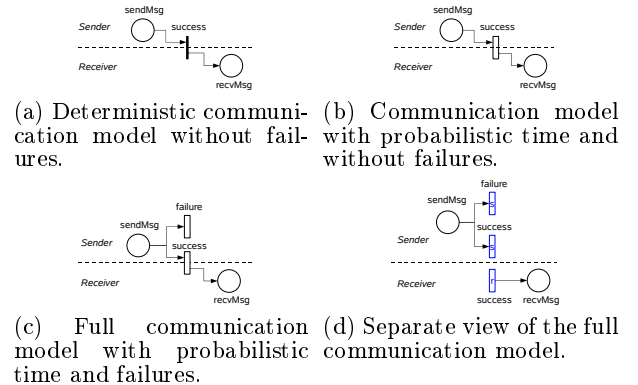 sendMsg
Sender
success
Receiver
recvMsg
(a) Deterministic communi-
cation model without fail-
ures.
sendMsg
Sender
success
Receiver
recvMsg
(b) Communication model
with probabilistic time and
without failures.
failure
sendMsg
Sender
success
Receiver
recvMsg
(c) Full communication
model with probabilistic
time and failures.
failure
sendMsg
s
success
Sender
s
Receiver
r
success
recvMsg
(d) Separate view of the full
communication model.